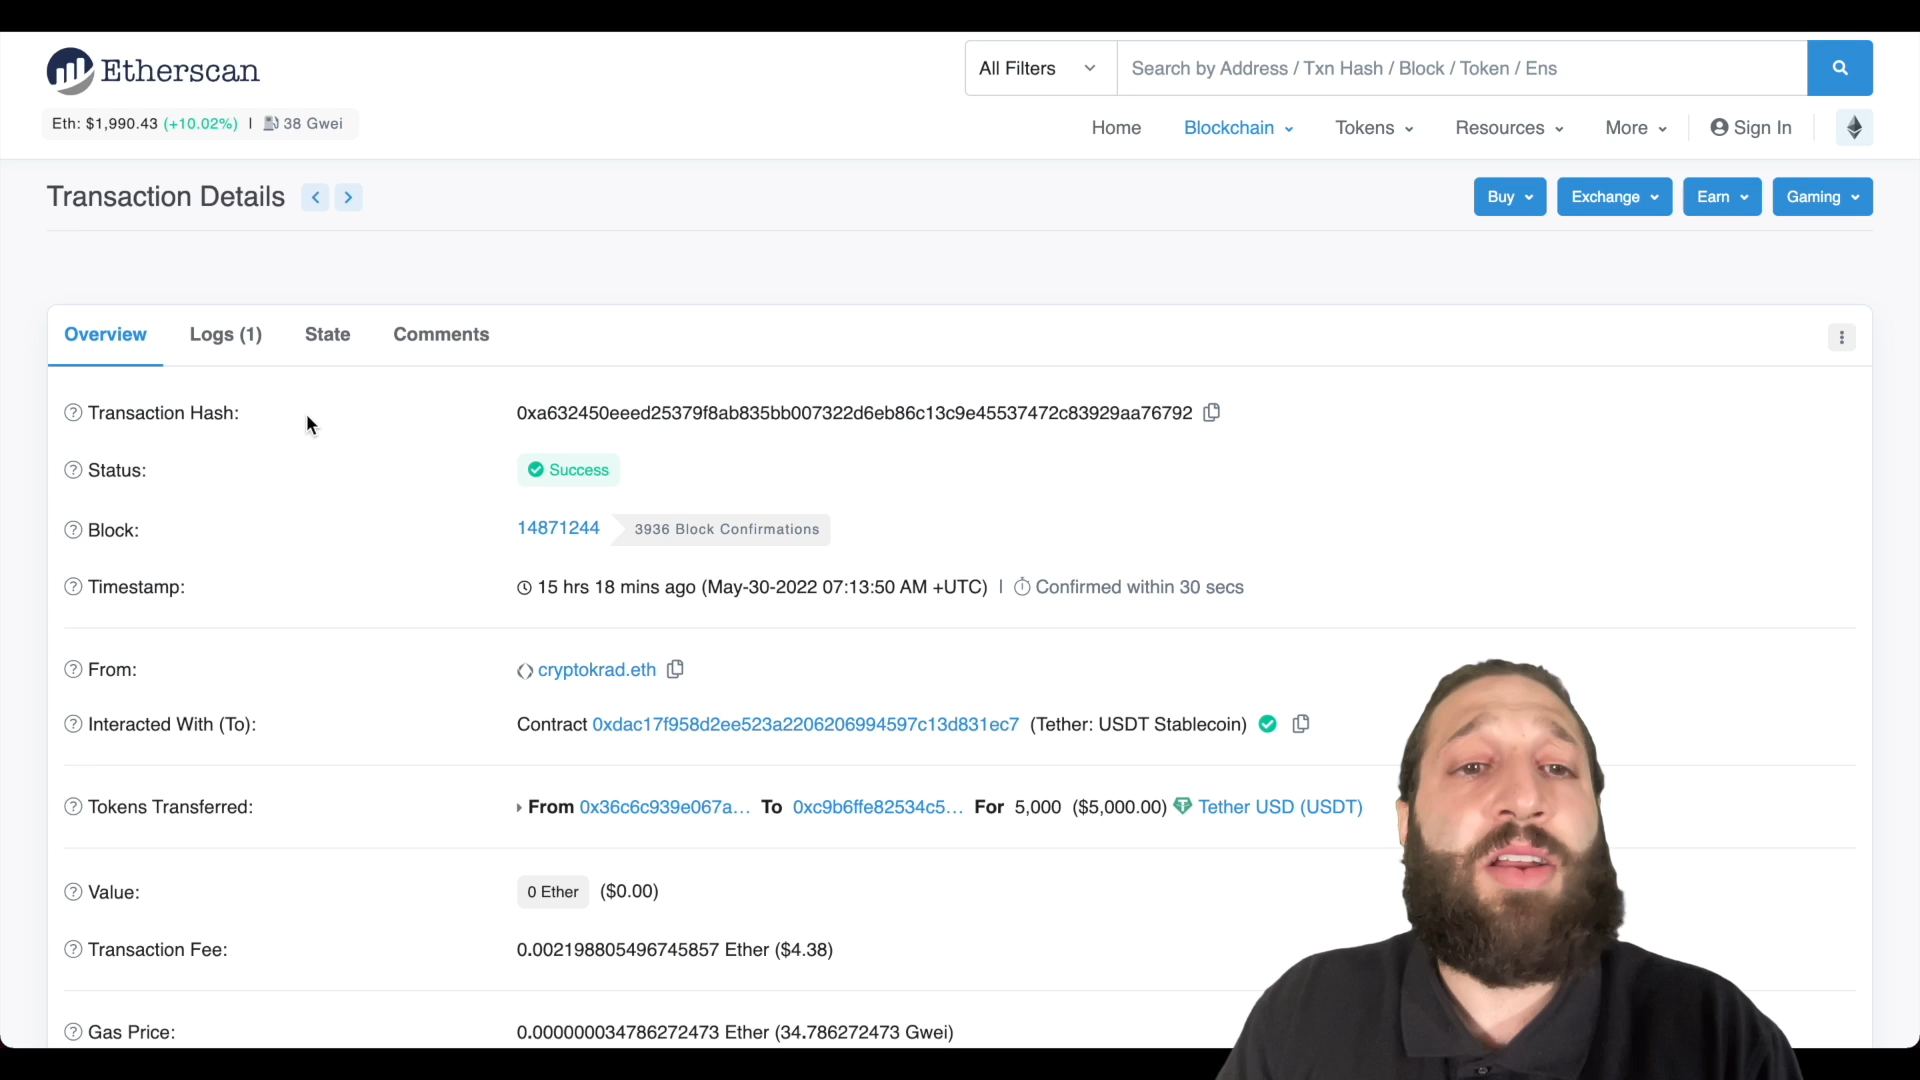 Etherscan
All Filters
Search by Address / Txn Hash / Block / Token / Ens
Eth: $1,990.43 (+10.02%) | 38 Gwei
Home Blockchain Tokens Resources More Sign In
Transaction Details
Buy Exchange Earn Gaming
Overview Logs (1) State Comments
Transaction Hash: 0xa632450eeed25379f8ab835bb007322d6eb86c13c9e45537472c83929aa76792
Status: Success
Block: 14871244 3936 Block Confirmations
Timestamp: 15 hrs 18 mins ago (May-30-2022 07:13:50 AM +UTC) | Confirmed within 30 secs
From: cryptokrad.eth
Interacted With (To): Contract 0xdac17f958d2ee523a2206206994597c13d831ec7 (Tether: USDT Stablecoin)
Tokens Transferred: From 0x36c6c939e067a... To 0xc9b6ffe82534c5... For 5,000 ($5,000.00) Tether USD (USDT)
Value: 0 Ether ($0.00)
Transaction Fee: 0.002198805496745857 Ether ($4.38)
Gas Price: 0.000000034786272473 Ether (34.786272473 Gwei)